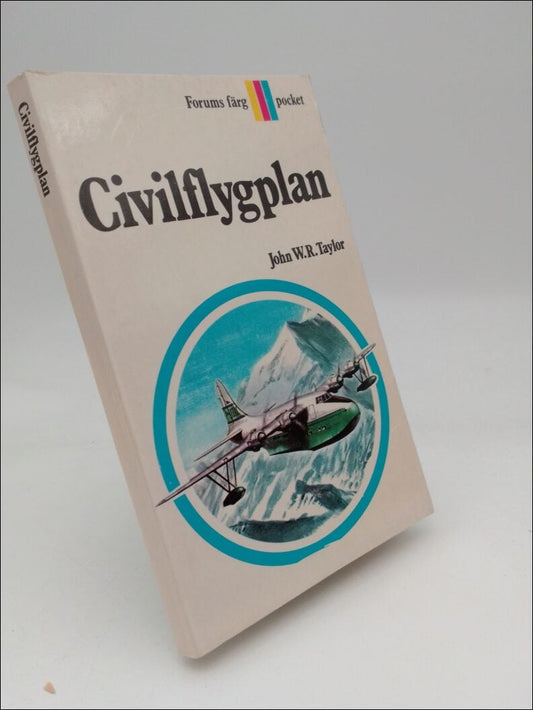 Civilflygplan
Forums färg pocket
Civilflygplan
John W.R. Taylor